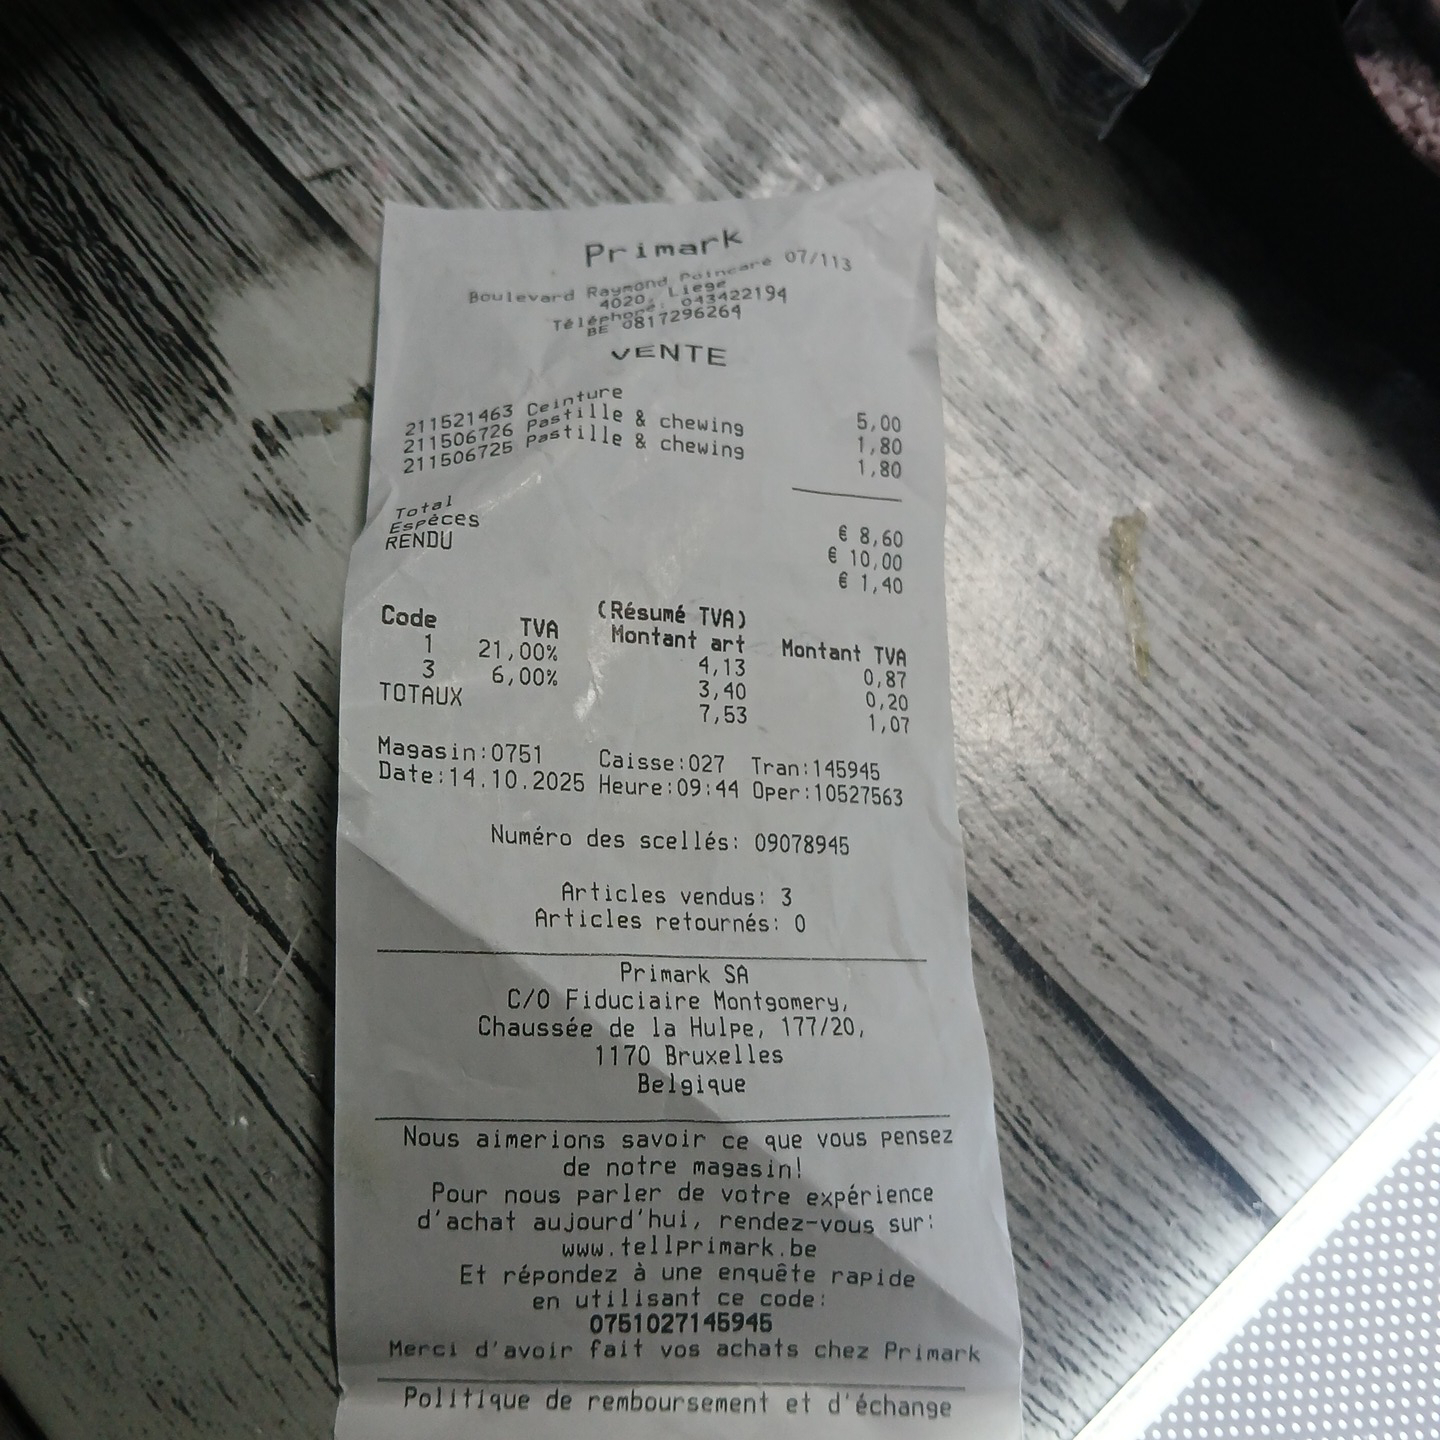 Primark
Boulevard Raymond Poincaré 07/113
4020, Liege
Téléphone: 043422194
BE 0817296264
VENTE
211521463 Ceinture 5,00
211506726 Pastille & chewing 1,80
211506725 Pastille & chewing 1,80
Total € 8,60
Espèces € 10,00
RENDU € 1,40
(Résumé TVA)
Code TVA Montant art Montant TVA
1 21,00% 4,13 0,87
3 6,00% 3,40 0,20
TOTAUX 7,53 1,07
Magasin:0751 Caisse:027 Tran:145945
Date:14.10.2025 Heure:09:44 Oper:10527563
Numéro des scellés: 09078945
Articles vendus: 3
Articles retournés: 0
Primark SA
C/O Fiduciaire Montgomery,
Chaussée de la Hulpe, 177/20,
1170 Bruxelles
Belgique
Nous aimerions savoir ce que vous pensez
de notre magasin!
Pour nous parler de votre expérience
d'achat aujourd'hui, rendez-vous sur:
www.tellprimark.be
Et répondez à une enquête rapide
en utilisant ce code:
0751027145945
Merci d'avoir fait vos achats chez Primark
Politique de remboursement et d'échange